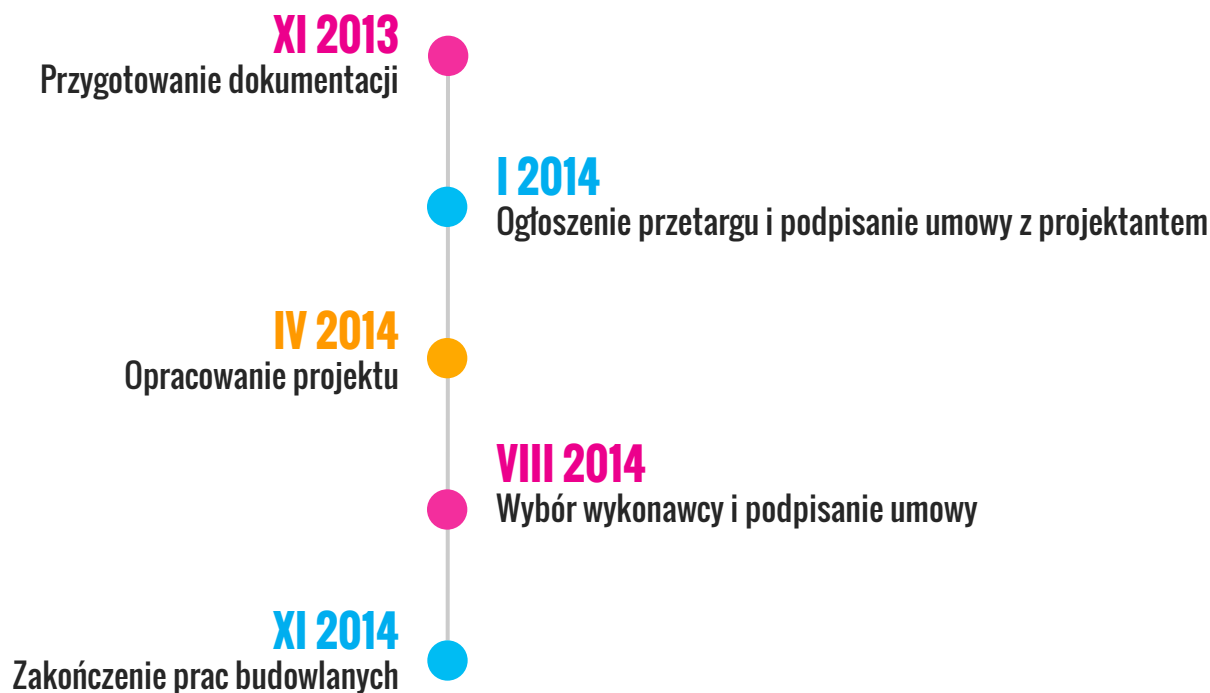 XI 2013
Przygotowanie dokumentacji
I 2014
Ogłoszenie przetargu i podpisanie umowy z projektantem
IV 2014
Opracowanie projektu
VIII 2014
Wybór wykonawcy i podpisanie umowy
XI 2014
Zakończenie prac budowlanych